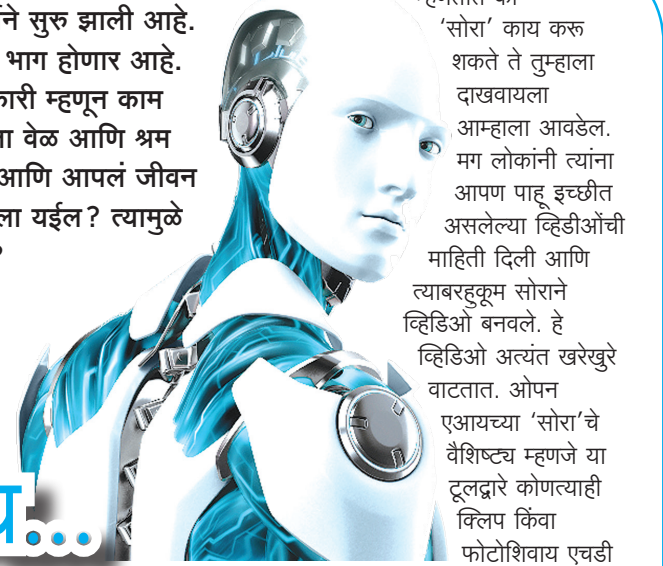 सुरु झाली आहे.
भाग होणार आहे.
म्हणून काम
वेळ आणि श्रम
आणि आपलं जीवन
यईल? त्यामुळे
‘सोरा’ काय करू
शकते ते तुम्हाला
दाखवायला
आम्हाला आवडेल.
मग लोकांनी त्यांना
आपण पाहू इच्छीत
असलेल्या व्हिडीओंची
माहिती दिली आणि
त्याबरहुकूम सोराने
व्हिडिओ बनवले. हे
व्हिडिओ अत्यंत खरेखुरे
वाटतात. ओपन
एआयच्या ‘सोरा’चे
वैशिष्ट्य म्हणजे या
टूलद्वारे कोणत्याही
क्लिप किंवा
फोटोशिवाय एचडी